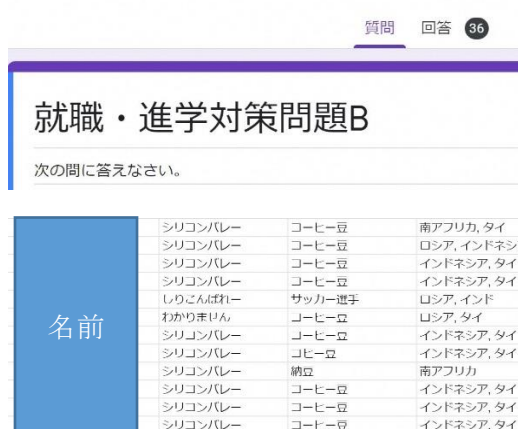 質問 回答 36
就職・進学対策問題B
次の問に答えなさい。
名前
シリコンバレー コーヒー豆 南アフリカ, タイ
シリコンバレー コーヒー豆 ロシア, インドネシ
シリコンバレー コーヒー豆 インドネシア, タイ
シリコンバレー コーヒー豆 インドネシア, タイ
しりこんばれー サッカー選手 ロシア, インド
わかりません コーヒー豆 ロシア, タイ
シリコンバレー コーヒー豆 インドネシア, タイ
シリコンバレー コヒー豆 インドネシア, タイ
シリコンバレー 納豆 南アフリカ
シリコンバレー コーヒー豆 インドネシア, タイ
シリコンバレー コーヒー豆 インドネシア, タイ
シリコンバレー コーヒー豆 インドネシア, タイ